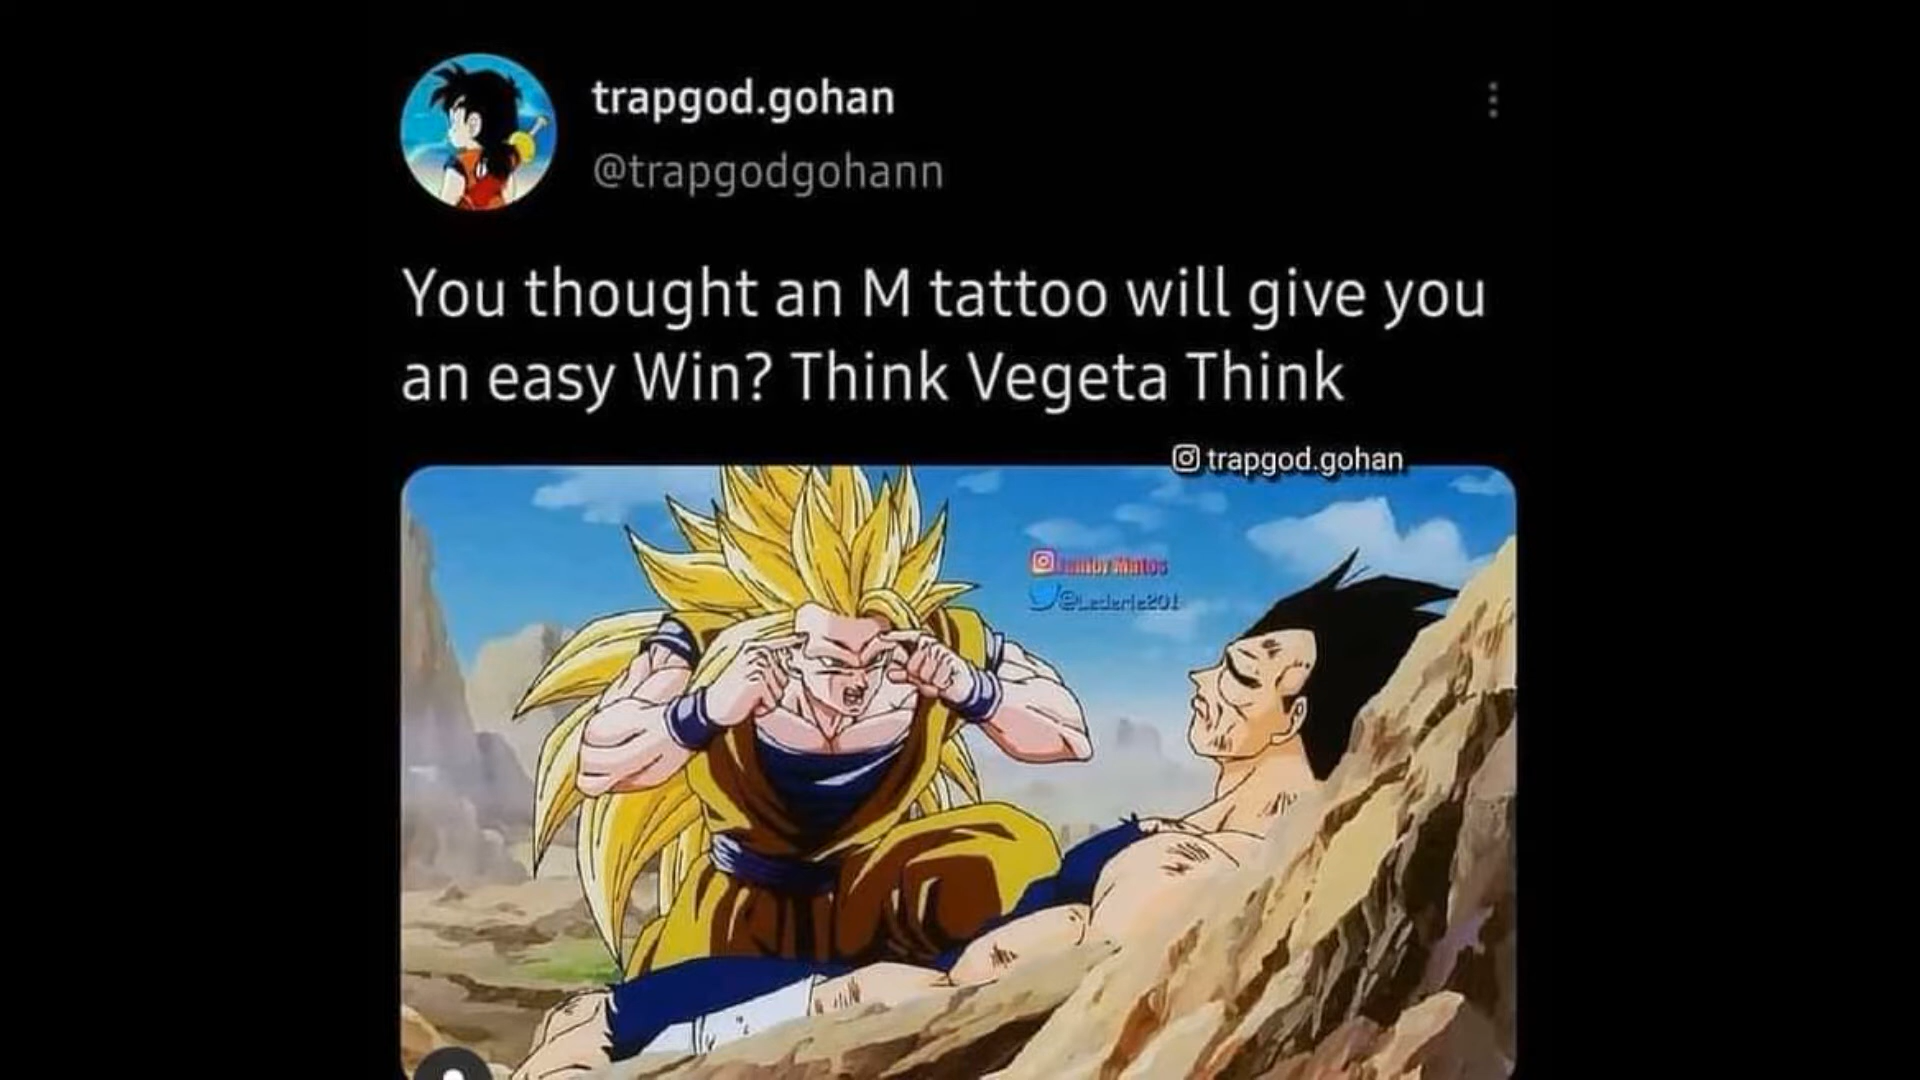 trapgod.gohan
@trapgodgohann
You thought an M tattoo will give you
an easy Win? Think Vegeta Think
trapgod.gohan